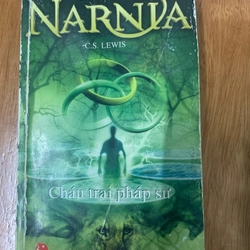 NARNIA
C.S. LEWIS
Cháu trai pháp sư